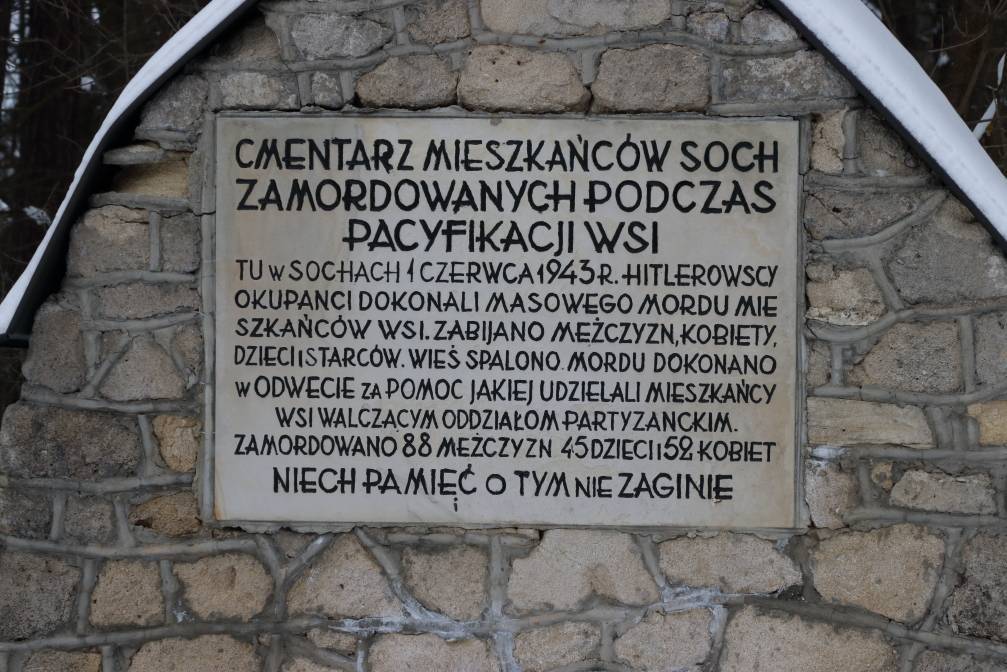 CMENTARZ MIESZKAŃCÓW SOCH
ZAMORDOWANYCH PODCZAS
PACYFIKACJI WSI
TU W SOCHACH 1 CZERWCA 1943 R. HITLEROWSCY
OKUPANCI DOKONALI MASOWEGO MORDU MIE
SZKAŃCÓW WSI. ZABIJANO MĘŻCZYZN, KOBIETY,
DZIECI I STARCÓW. WIEŚ SPALONO. MORDU DOKONANO
W ODWECIE ZA POMOC JAKIEJ UDZIELALI MIESZKAŃCY
WSI WALCZĄCYM ODDZIAŁOM PARTYZANCKIM.
ZAMORDOWANO 88 MĘŻCZYZN 45 DZIECI I 52 KOBIET
NIECH PAMIĘĆ O TYM NIE ZAGINIE